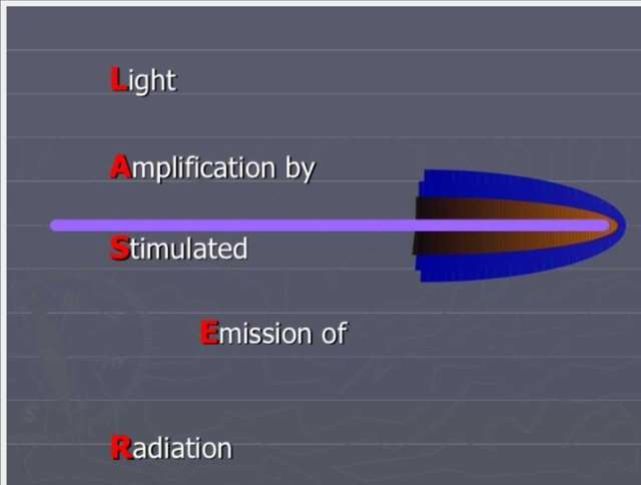 Light
Amplification by
Stimulated
Emission of
Radiation